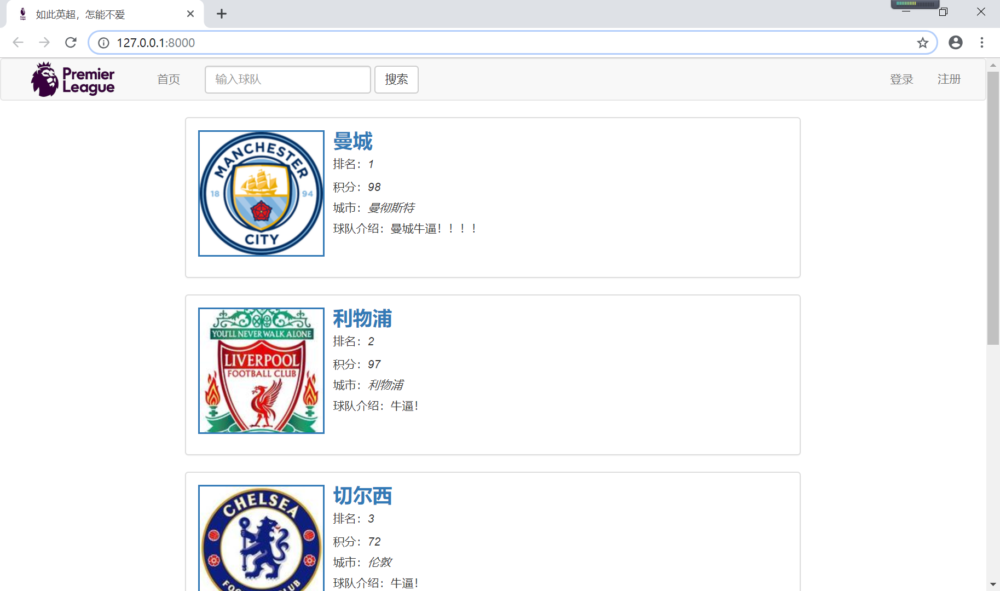 如此英超，怎能不爱
127.0.0.1:8000
Premier
League
首页
输入球队
搜索
登录
注册
MANCHESTER
18 94
CITY
曼城
排名：1
积分：98
城市：曼彻斯特
球队介绍：曼城牛逼！！！！
YOU'LL NEVER WALK ALONE
LIVERPOOL
FOOTBALL CLUB
利物浦
排名：2
积分：97
城市：利物浦
球队介绍：牛逼！
CHELSEA
切尔西
排名：3
积分：72
城市：伦敦
球队介绍：牛逼！